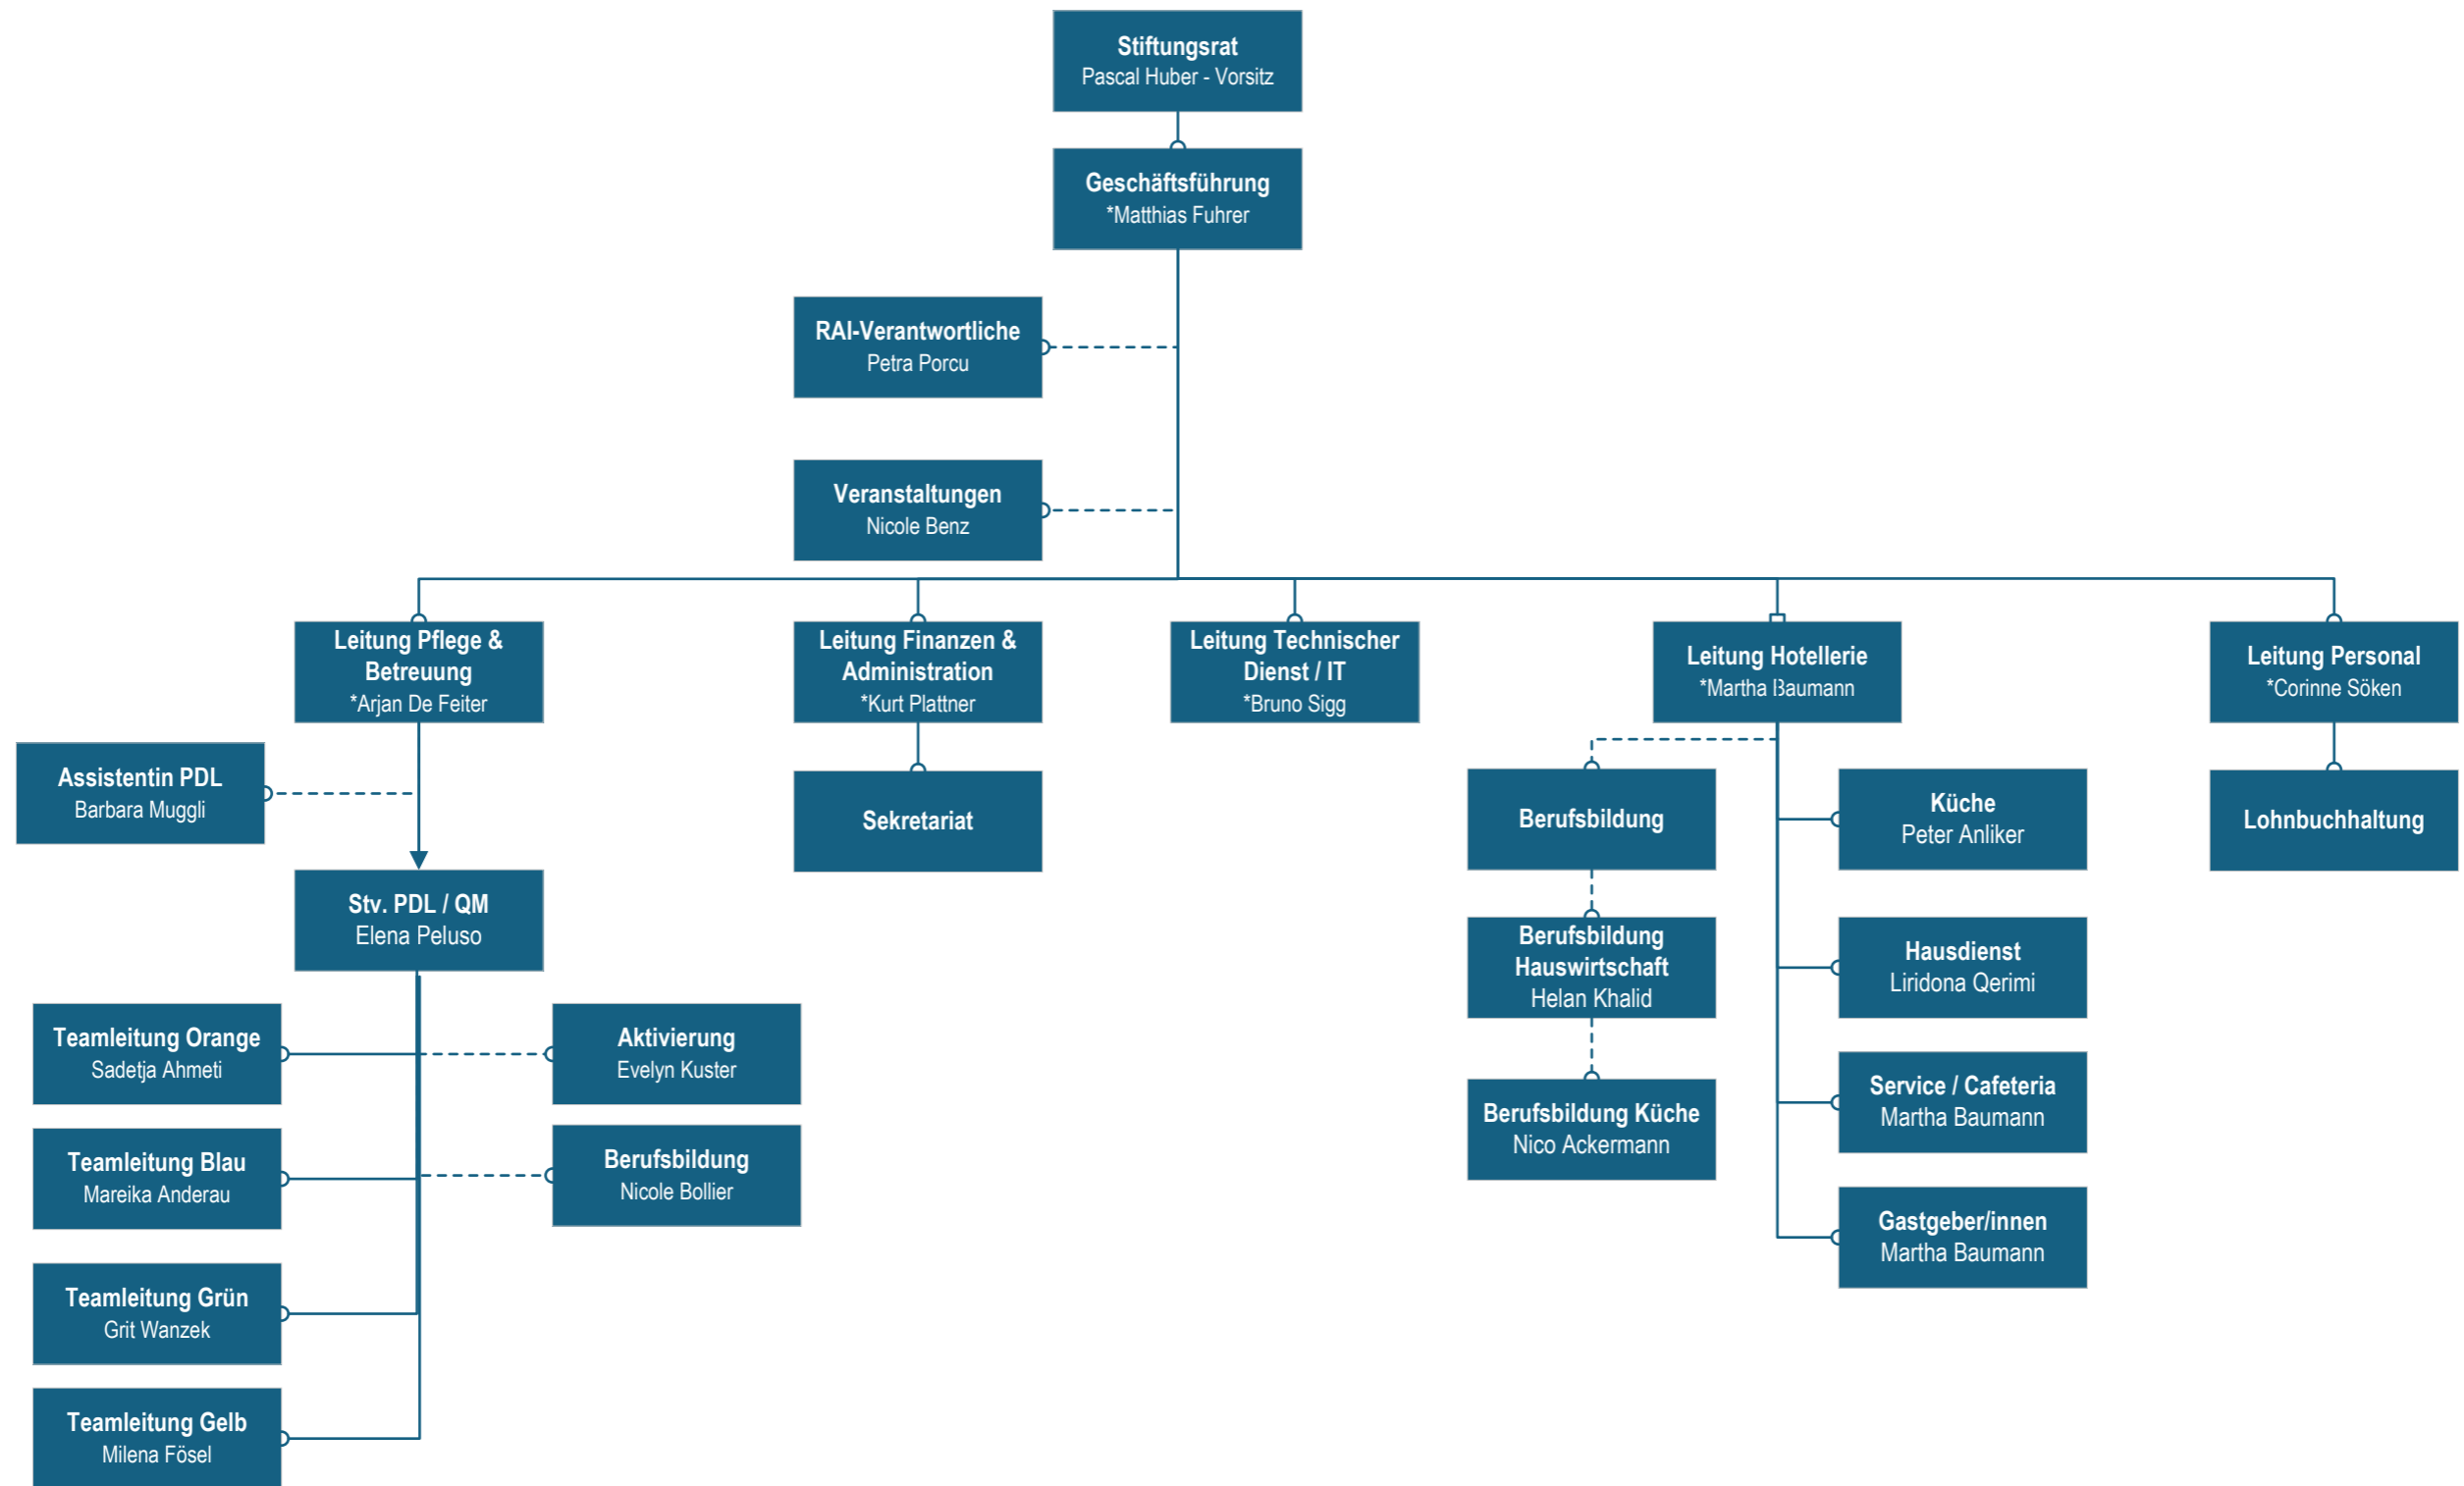 Stiftungsrat
Pascal Huber - Vorsitz
Geschäftsführung
*Matthias Fuhrer
RAI-Verantwortliche
Petra Porcu
Veranstaltungen
Nicole Benz
Leitung Pflege &
Betreuung
*Arjan De Feiter
Leitung Finanzen &
Administration
*Kurt Plattner
Leitung Technischer
Dienst / IT
*Bruno Sigg
Leitung Hotellerie
*Martha Baumann
Leitung Personal
*Corinne Söken
Assistentin PDL
Barbara Muggli
Sekretariat
Berufsbildung
Küche
Peter Anliker
Lohnbuchhaltung
Stv. PDL / QM
Elena Peluso
Berufsbildung
Hauswirtschaft
Helan Khalid
Hausdienst
Liridona Qerimi
Teamleitung Orange
Sadetja Ahmeti
Aktivierung
Evelyn Kuster
Berufsbildung Küche
Nico Ackermann
Service / Cafeteria
Martha Baumann
Teamleitung Blau
Mareika Anderau
Berufsbildung
Nicole Bollier
Gastgeber/innen
Martha Baumann
Teamleitung Grün
Grit Wanzek
Teamleitung Gelb
Milena Fösel